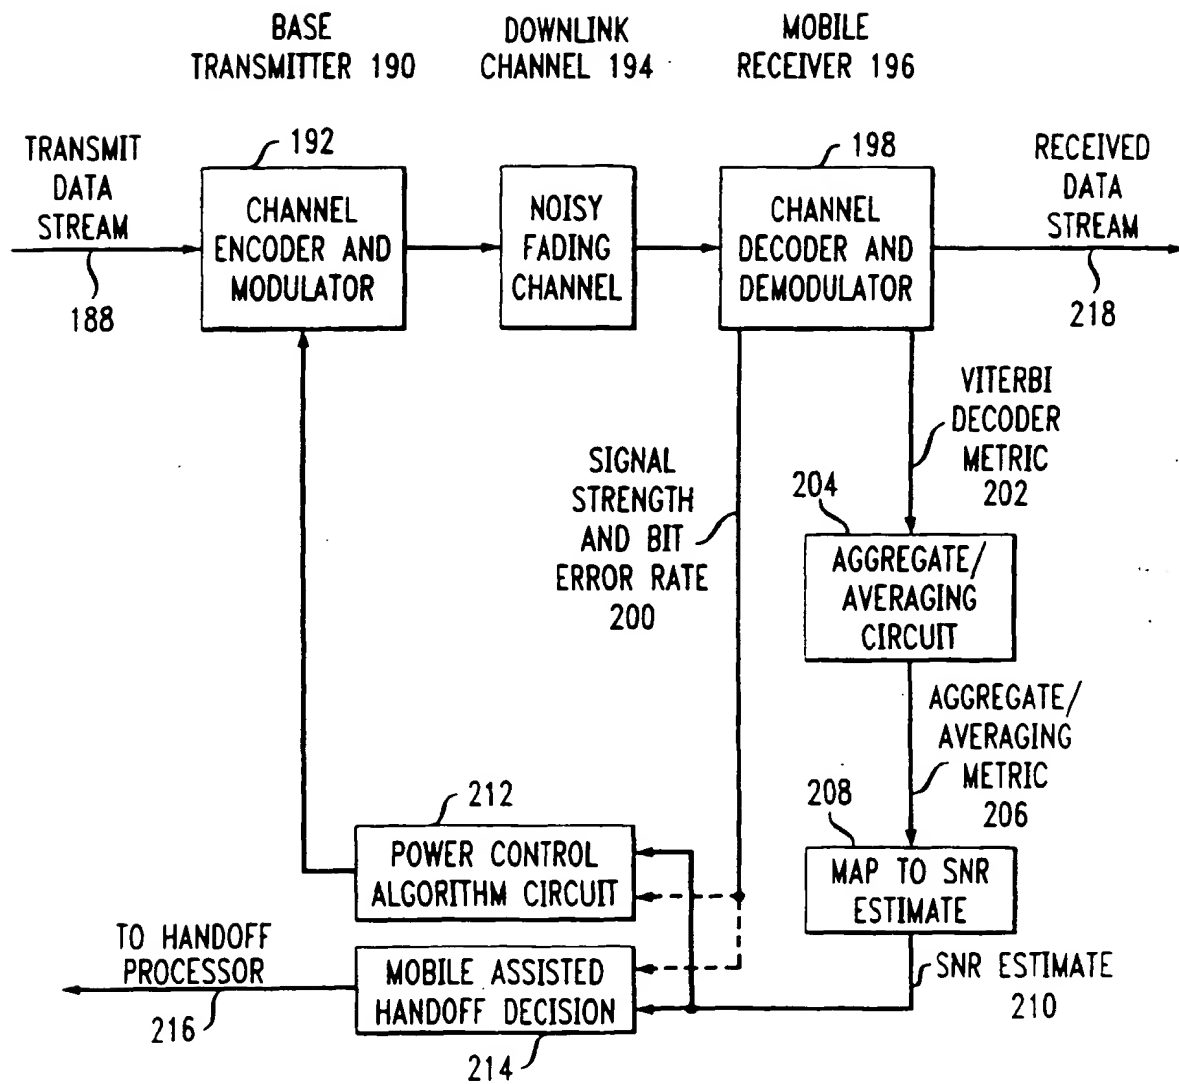 BASE
TRANSMITTER 190
DOWNLINK
CHANNEL 194
MOBILE
RECEIVER 196
TRANSMIT
DATA
STREAM
188
192
CHANNEL
ENCODER AND
MODULATOR
NOISY
FADING
CHANNEL
198
CHANNEL
DECODER AND
DEMODULATOR
RECEIVED
DATA
STREAM
218
SIGNAL
STRENGTH
AND BIT
ERROR RATE
200
VITERBI
DECODER
METRIC
202
204
AGGREGATE/
AVERAGING
CIRCUIT
AGGREGATE/
AVERAGING
METRIC
206
208
MAP TO SNR
ESTIMATE
SNR ESTIMATE
210
212
POWER CONTROL
ALGORITHM CIRCUIT
TO HANDOFF
PROCESSOR
216
MOBILE ASSISTED
HANDOFF DECISION
214